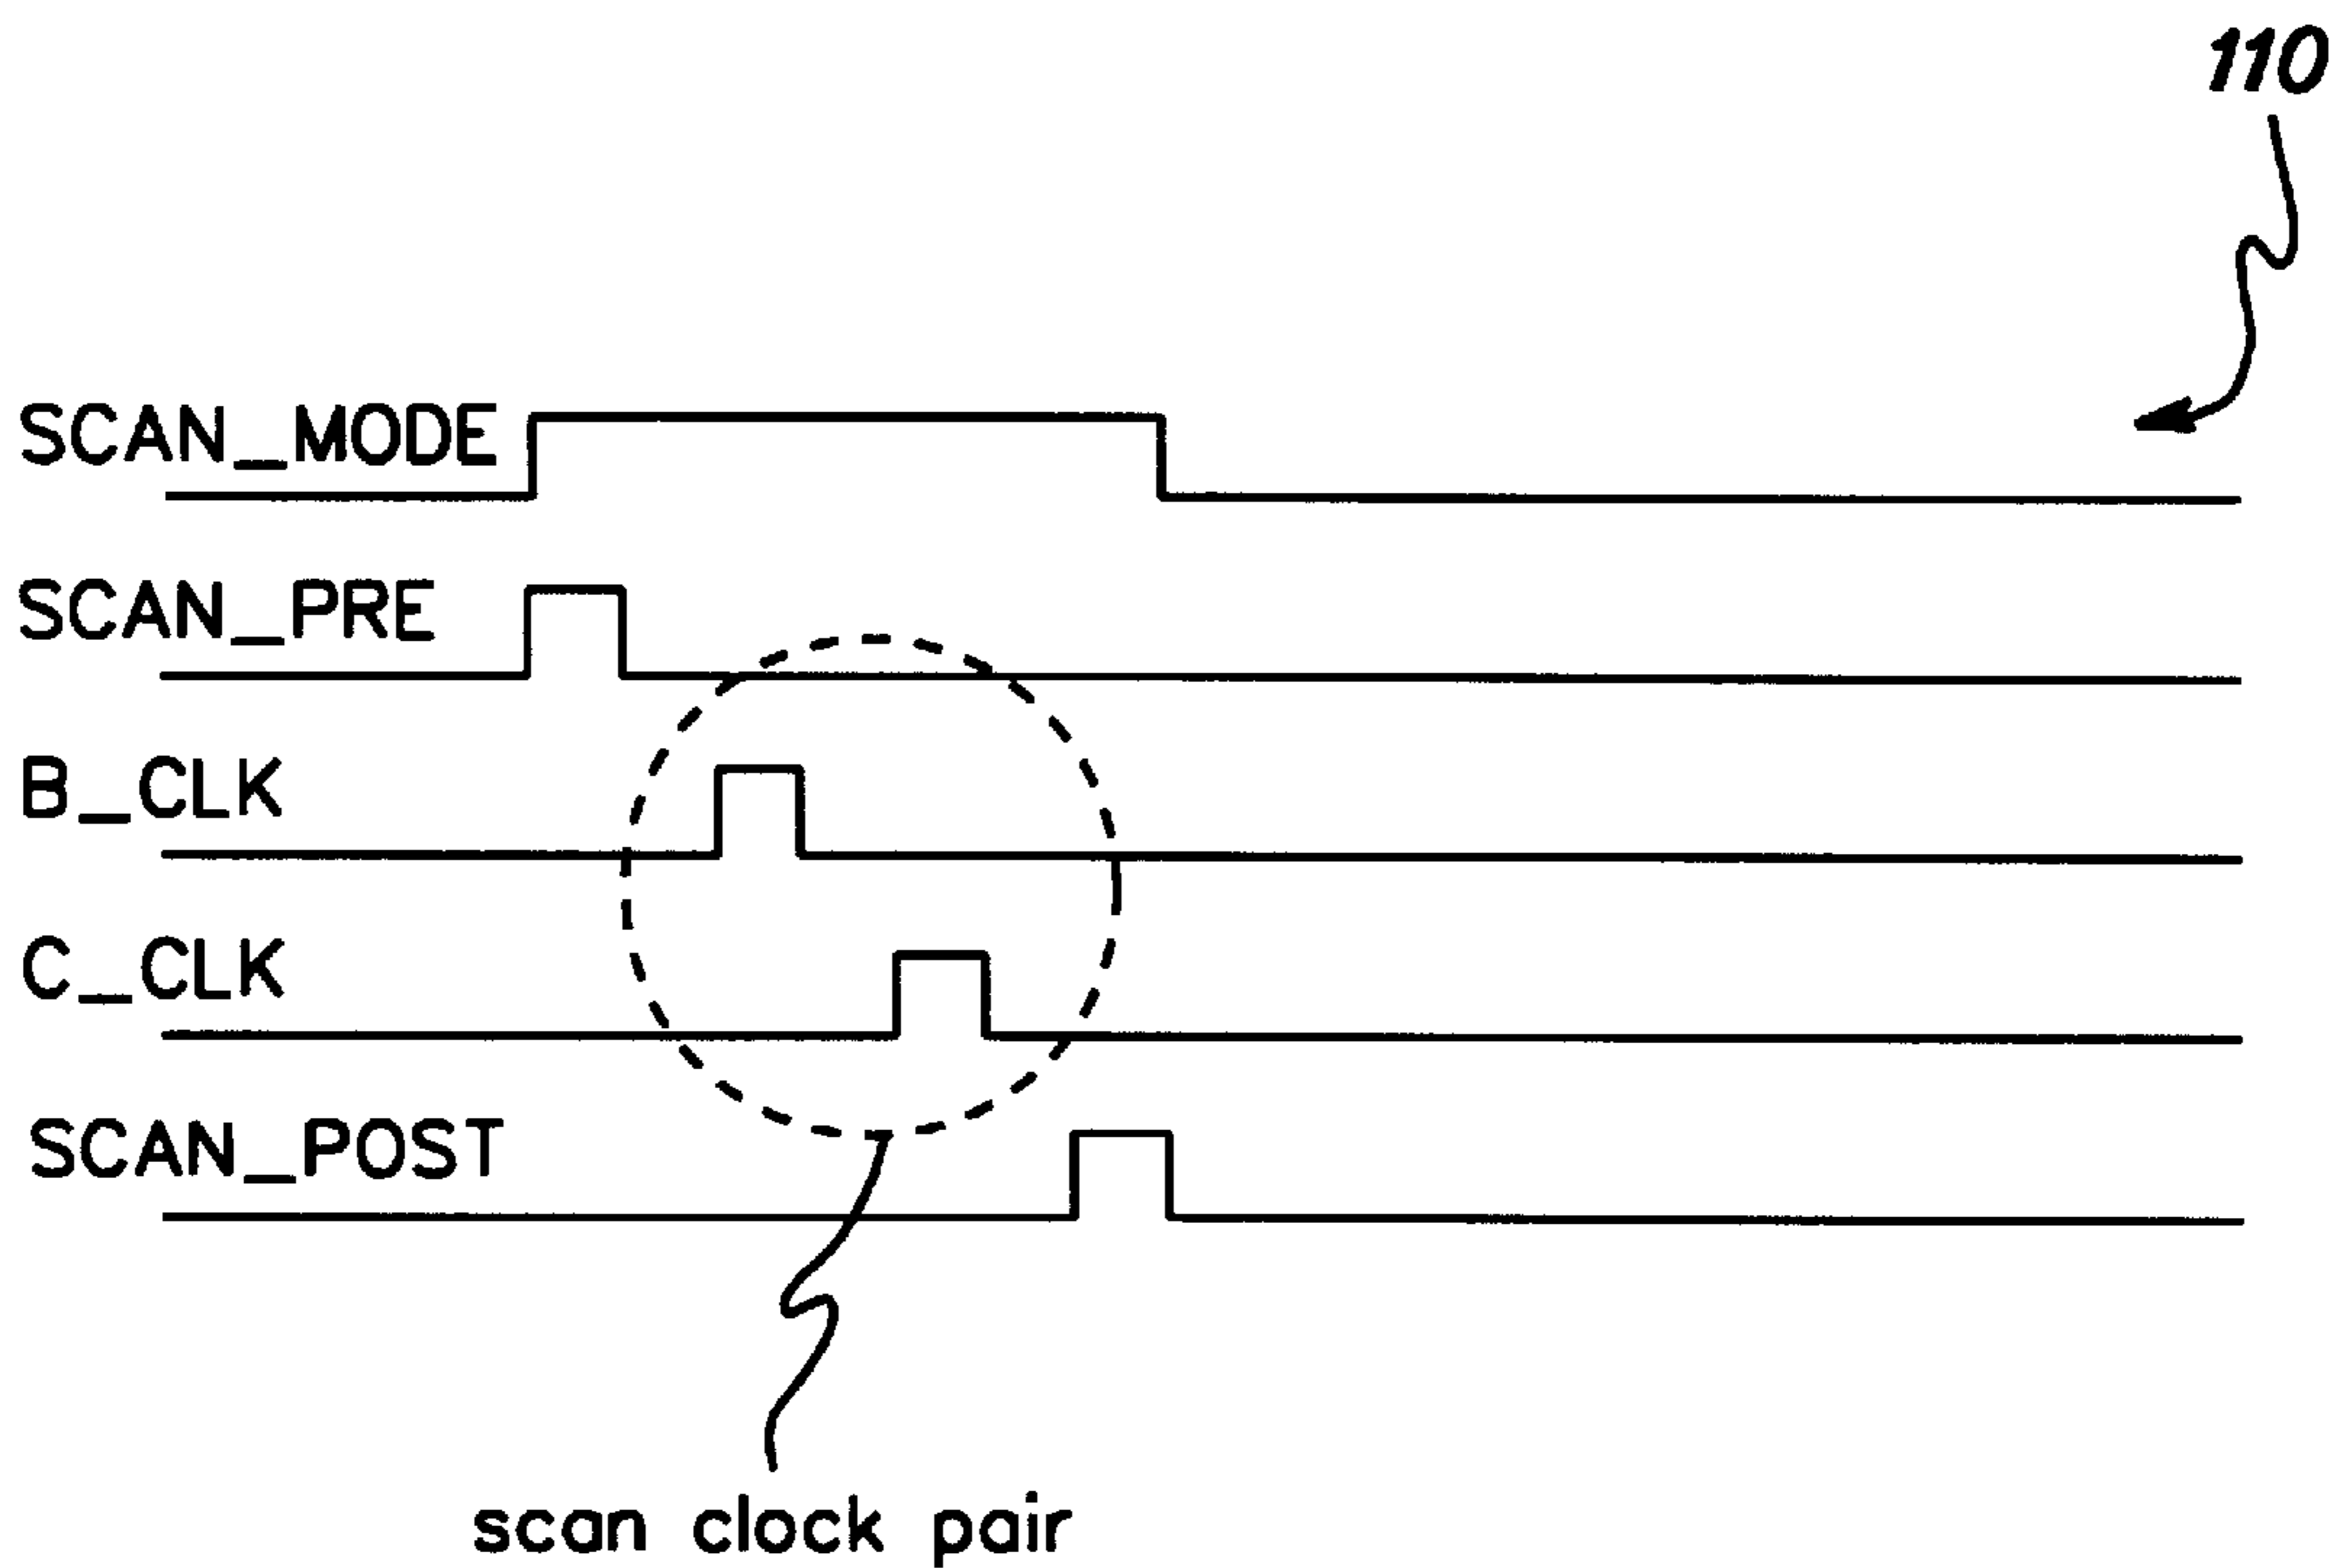 110
SCAN_MODE
SCAN_PRE
B_CLK
C_CLK
SCAN_POST
scan clock pair